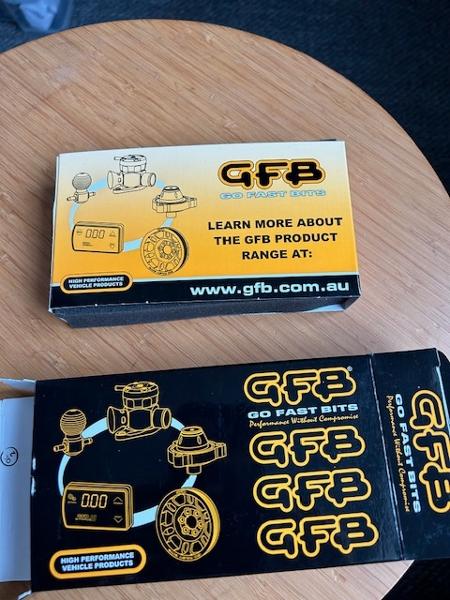 GFB
GO FAST BITS
LEARN MORE ABOUT
THE GFB PRODUCT
RANGE AT:
000
HIGH PERFORMANCE
VEHICLE PRODUCTS
www.gfb.com.au
GFB®
GO FAST BITS
Performance Without Compromise
GFB
GFB
GFB
000
HIGH PERFORMANCE
VEHICLE PRODUCTS
GFB
GO FAST BITS
Performance Without Compromise